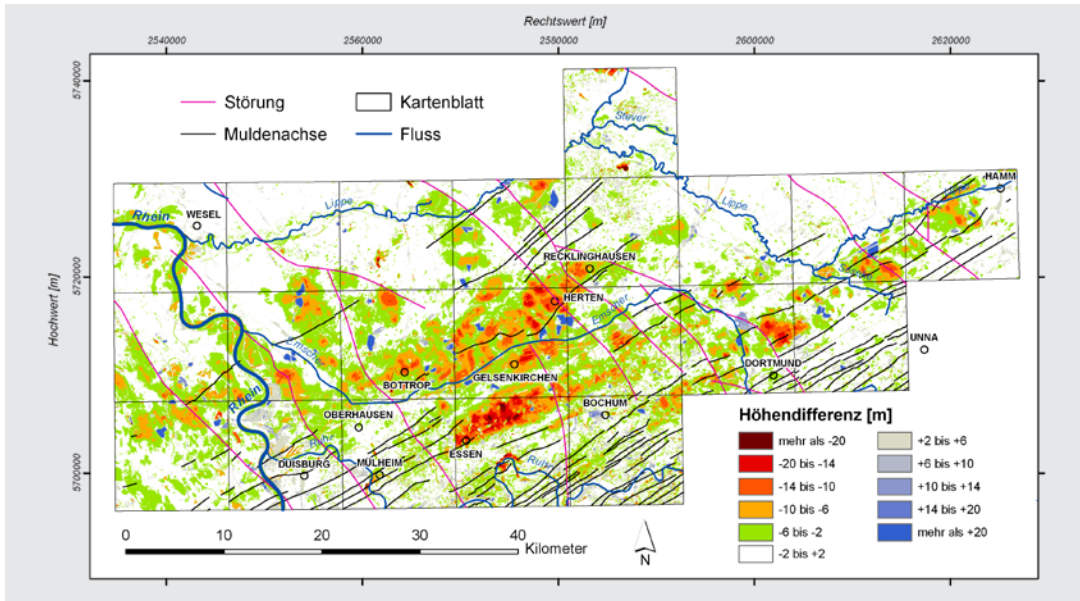 Rechtswert [m]
2540000 2560000 2580000 2600000 2620000
Hochwert [m]
5740000
5720000
5700000
Störung Kartenblatt
Muldenachse Fluss
Stever
Lippe
HAMM
Rhein
WESEL
Lippe
RECKLINGHAUSEN
HERTEN
Emscher
Emscher
UNNA
DORTMUND
GELSENKIRCHEN
BOTTROP
Rhein
OBERHAUSEN
BOCHUM
Ruhr
ESSEN
Ruhr
DUISBURG
MÜLHEIM
Höhendifferenz [m]
mehr als -20 +2 bis +6
-20 bis -14 +6 bis +10
-14 bis -10 +10 bis +14
-10 bis -6 +14 bis +20
-6 bis -2 mehr als +20
-2 bis +2
0 10 20 30 40 Kilometer
N